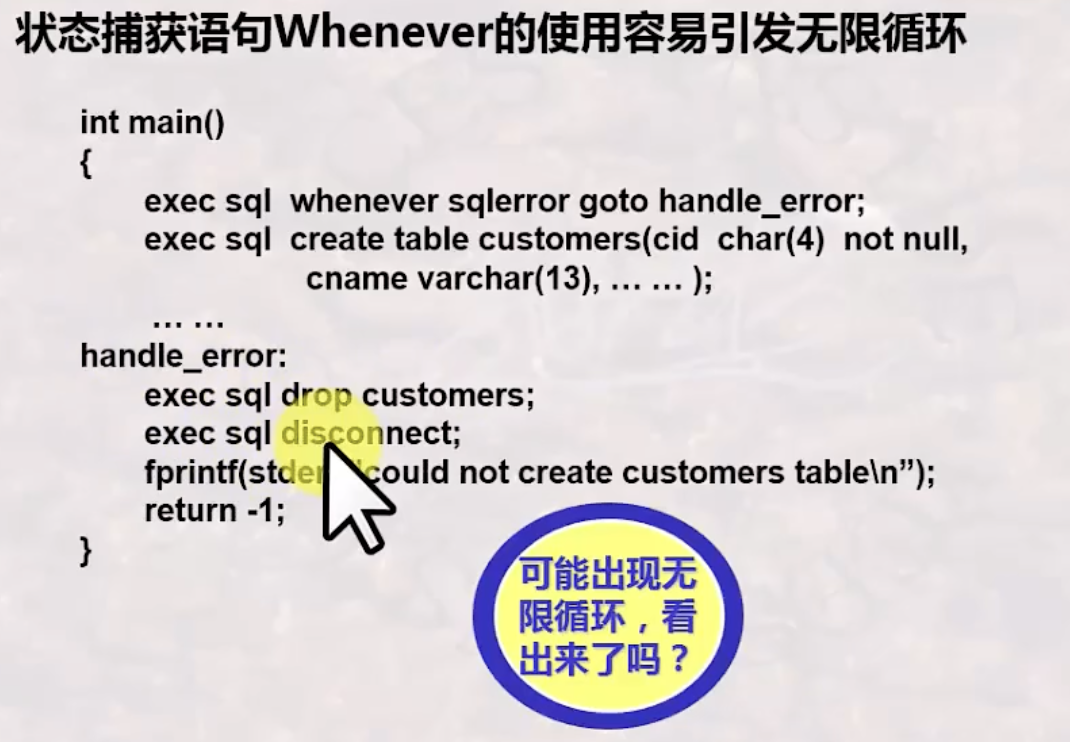 状态捕获语句Whenever的使用容易引发无限循环
int main()
{
exec sql whenever sqlerror goto handle_error;
exec sql create table customers(cid char(4) not null,
cname varchar(13), … … );
… …
handle_error:
exec sql drop customers;
exec sql disconnect;
fprintf(stder "could not create customers table\n");
return -1;
}
可能出现无
限循环，看
出来了吗？